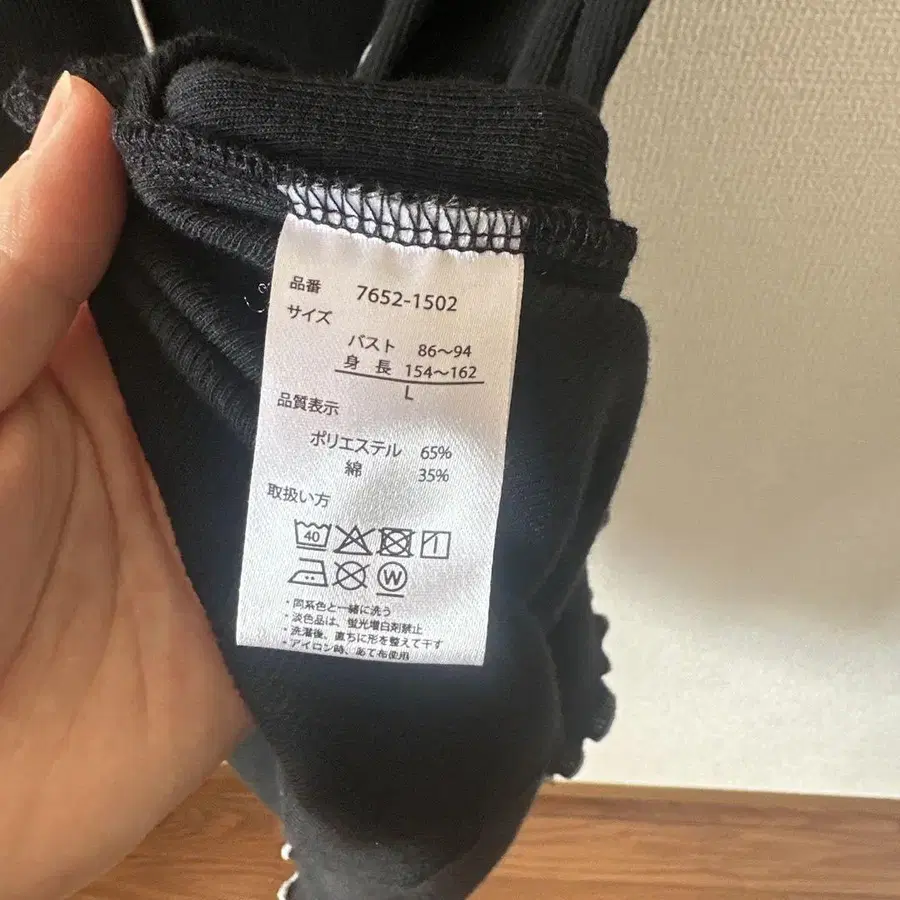 品番 7652-1502
サイズ
バスト 86～94
身長 154～162
L
品質表示
ポリエステル 65%
綿 35%
取扱い方
40
W
・同系色と一緒に洗う
・淡色品は、蛍光増白剤禁止
・洗濯後、直ちに形を整えて干す
・アイロン時、あて布使用